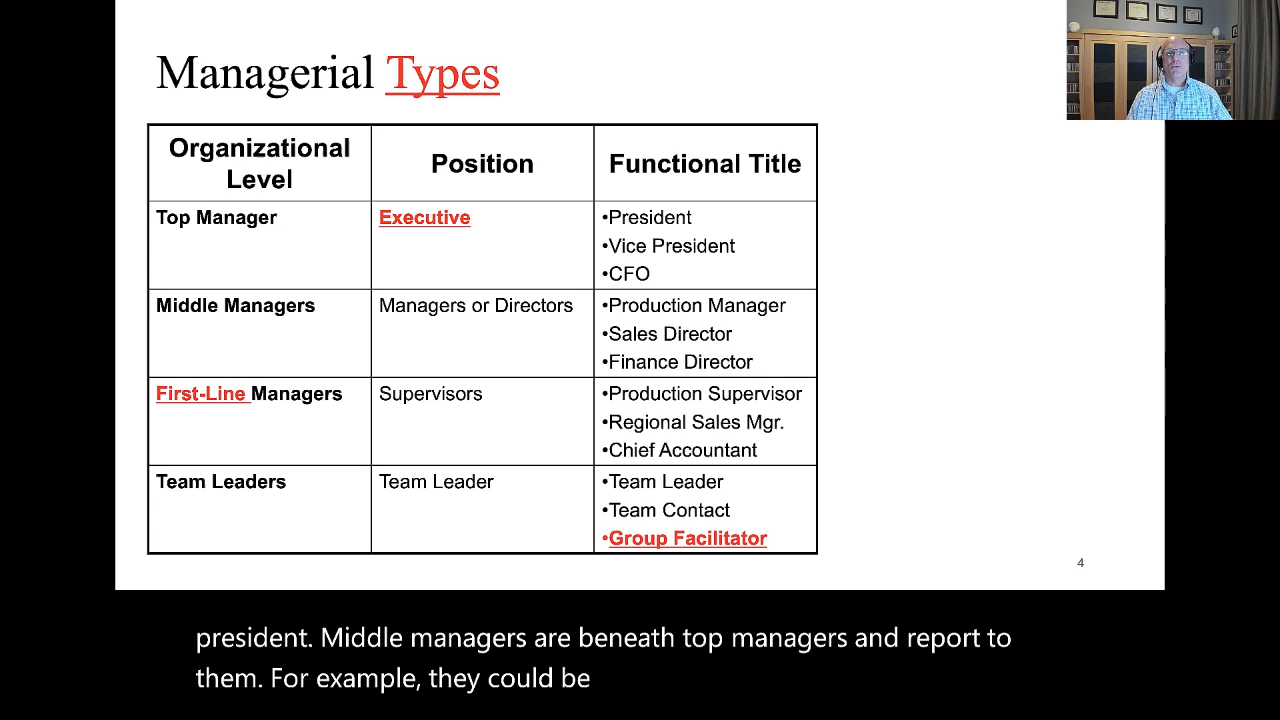 Managerial Types
Organizational
Level
Position
Functional Title
Top Manager
Executive
•President
•Vice President
•CFO
Middle Managers
Managers or Directors
•Production Manager
•Sales Director
•Finance Director
First-Line Managers
Supervisors
•Production Supervisor
•Regional Sales Mgr.
•Chief Accountant
Team Leaders
Team Leader
•Team Leader
•Team Contact
•Group Facilitator
4
president. Middle managers are beneath top managers and report to
them. For example, they could be